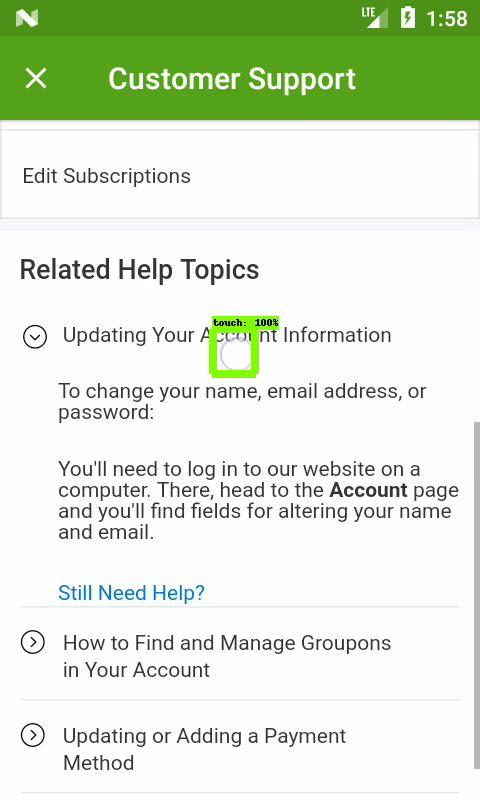 LTE 1:58
Customer Support
Edit Subscriptions
Related Help Topics
touch: 100%
Updating Your Account Information
To change your name, email address, or
password:
You'll need to log in to our website on a
computer. There, head to the Account page
and you'll find fields for altering your name
and email.
Still Need Help?
How to Find and Manage Groupons
in Your Account
Updating or Adding a Payment
Method